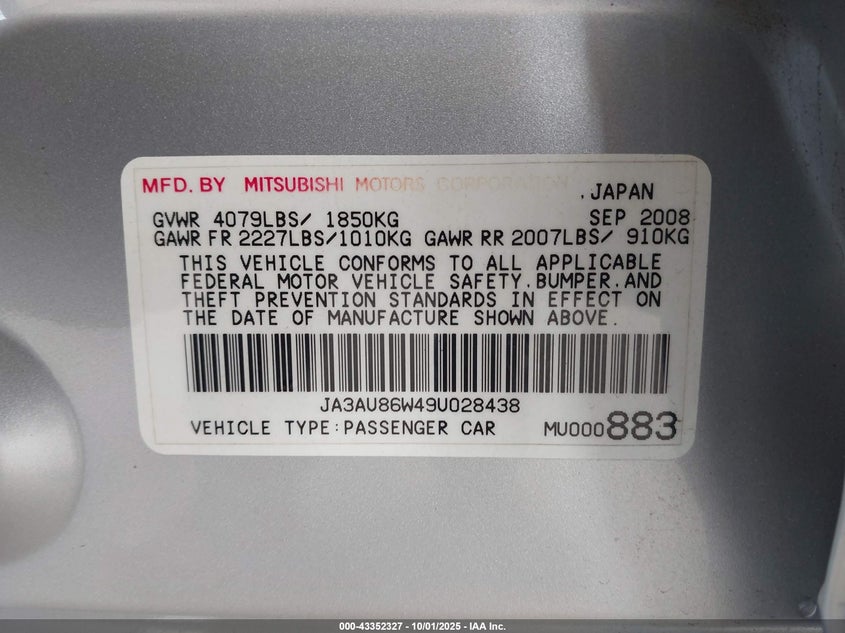 MFD. BY MITSUBISHI MOTORS CORPORATION
.JAPAN
GVWR 4079LBS/ 1850KG SEP 2008
GAWR FR 2227LBS/1010KG GAWR RR 2007LBS/ 910KG
THIS VEHICLE CONFORMS TO ALL APPLICABLE
FEDERAL MOTOR VEHICLE SAFETY.BUMPER.AND
THEFT PREVENTION STANDARDS IN EFFECT ON
THE DATE OF MANUFACTURE SHOWN ABOVE.
JA3AU86W49U028438
VEHICLE TYPE:PASSENGER CAR MU000883
000-43352327 - 10/01/2025 - IAA Inc.